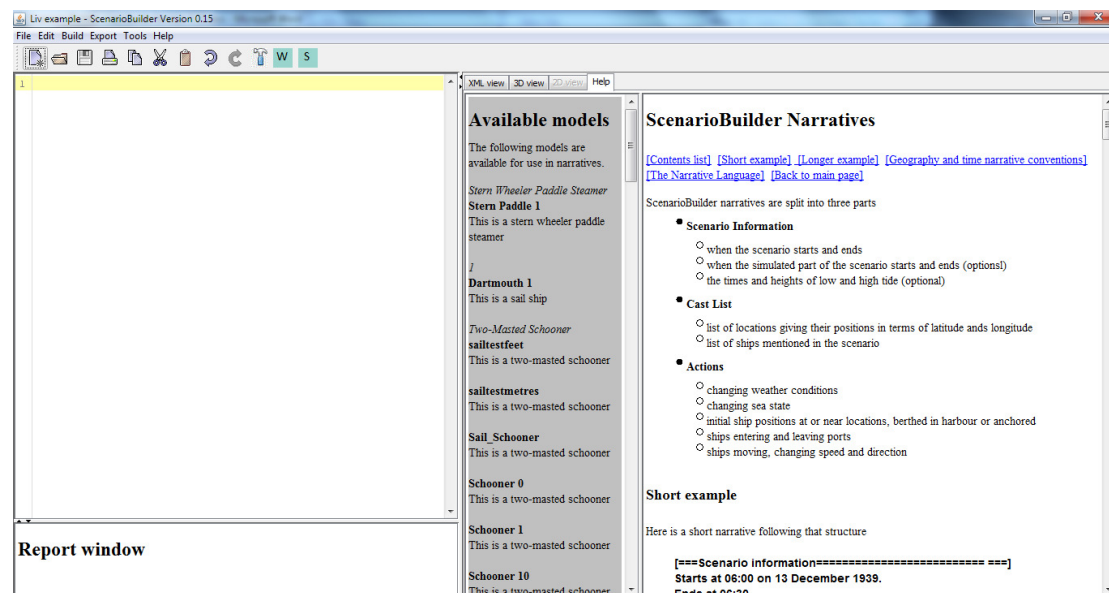 Liv example - ScenarioBuilder Version 0.15
File Edit Build Export Tools Help
W S
1
XML view 3D view 2D view Help
Available models
The following models are
available for use in narratives.
Stern Wheeler Paddle Steamer
Stern Paddle 1
This is a stern wheeler paddle
steamer
1
Dartmouth 1
This is a sail ship
Two-Masted Schooner
sailtestfeet
This is a two-masted schooner
sailtestmetres
This is a two-masted schooner
Sail_Schooner
This is a two-masted schooner
Schooner 0
This is a two-masted schooner
Schooner 1
This is a two-masted schooner
Schooner 10
This is a two-masted schooner
ScenarioBuilder Narratives
[Contents list] [Short example] [Longer example] [Geography and time narrative conventions]
[The Narrative Language] [Back to main page]
ScenarioBuilder narratives are split into three parts
Scenario Information
when the scenario starts and ends
when the simulated part of the scenario starts and ends (optionsl)
the times and heights of low and high tide (optional)
Cast List
list of locations giving their positions in terms of latitude ands longitude
list of ships mentioned in the scenario
Actions
changing weather conditions
changing sea state
initial ship positions at or near locations, berthed in harbour or anchored
ships entering and leaving ports
ships moving, changing speed and direction
Short example
Here is a short narrative following that structure
[===Scenario information========================== ===]
Starts at 06:00 on 13 December 1939.
Ends at 06:30
Report window